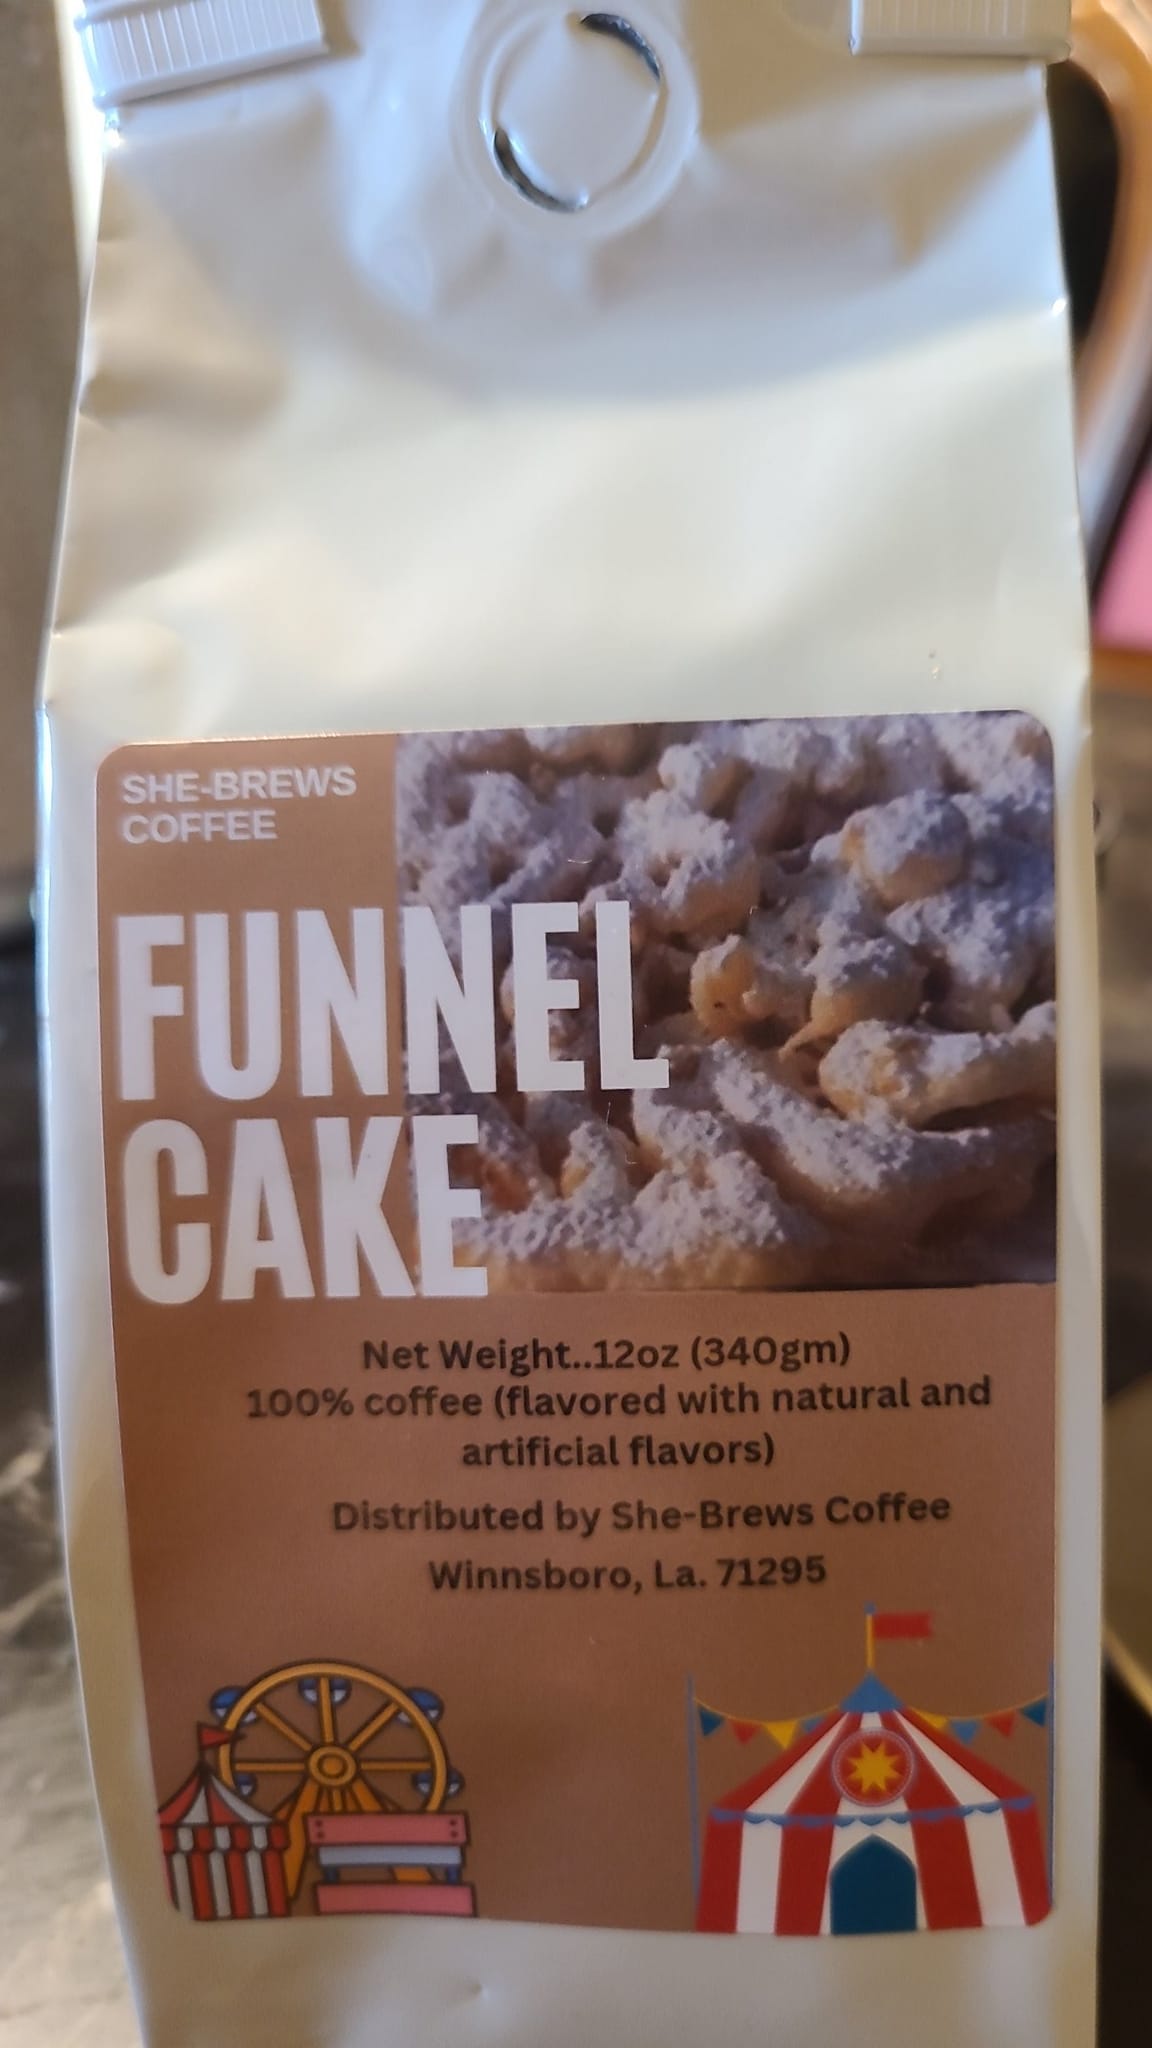 SHE-BREWS
COFFEE
FUNNEL
CAKE
Net Weight..12oz (340gm)
100% coffee (flavored with natural and
artificial flavors)
Distributed by She-Brews Coffee
Winnsboro, La. 71295